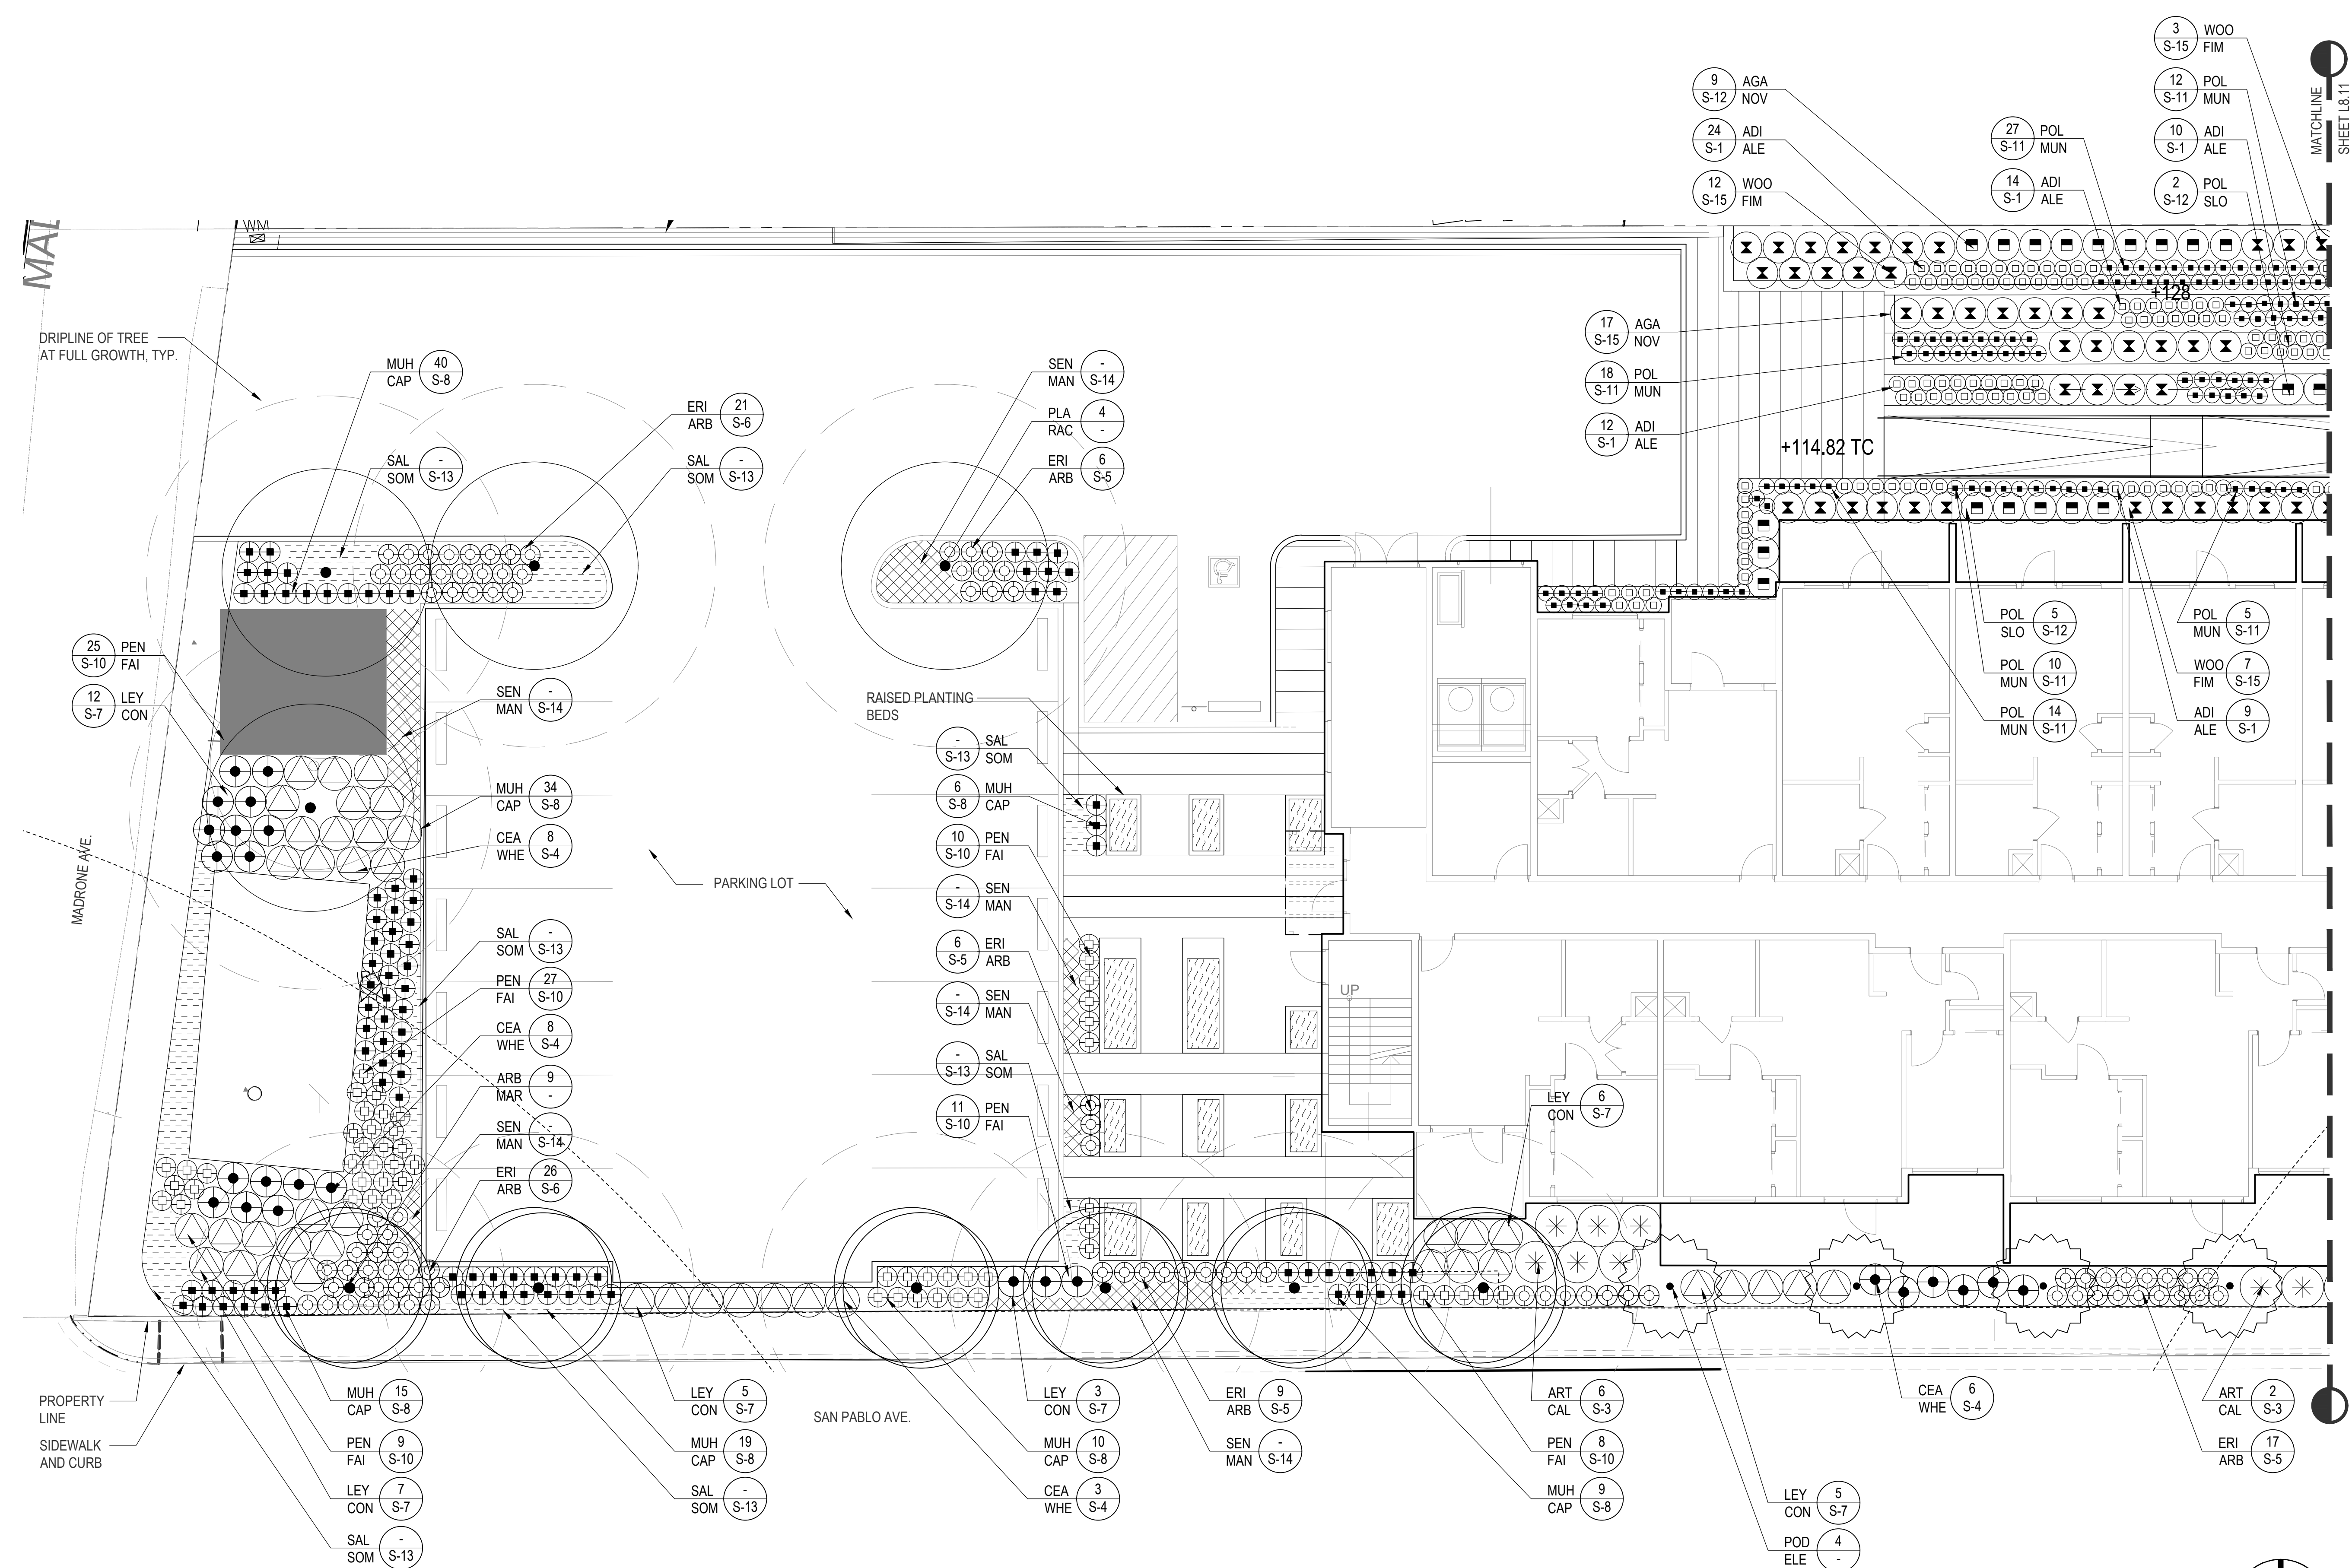 3
S-15
WOO
FIM
12
S-11
POL
MUN
10
S-1
ADI
ALE
2
S-12
POL
SLO
MATCHLINE
SHEET L8.11
9
S-12
AGA
NOV
24
S-1
ADI
ALE
12
S-15
WOO
FIM
27
S-11
POL
MUN
14
S-1
ADI
ALE
MAL
WM
+128
17
S-15
AGA
NOV
18
S-11
POL
MUN
12
S-1
ADI
ALE
+114.82 TC
DRIPLINE OF TREE
AT FULL GROWTH, TYP.
MUH
CAP
40
S-8
SAL
SOM
-
S-13
ERI
ARB
21
S-6
SAL
SOM
-
S-13
SEN
MAN
-
S-14
PLA
RAC
4
-
ERI
ARB
6
S-5
25
S-10
PEN
FAI
12
S-7
LEY
CON
SEN
MAN
-
S-14
MUH
CAP
34
S-8
CEA
WHE
8
S-4
SAL
SOM
-
S-13
PEN
FAI
27
S-10
CEA
WHE
8
S-4
ARB
MAR
9
-
SEN
MAN
-
S-14
ERI
ARB
26
S-6
MADRONE AVE.
PARKING LOT
RAISED PLANTING
BEDS
-
S-13
SAL
SOM
6
S-8
MUH
CAP
10
S-10
PEN
FAI
-
S-14
SEN
MAN
6
S-5
ERI
ARB
-
S-14
SEN
MAN
-
S-13
SAL
SOM
11
S-10
PEN
FAI
UP
POL
SLO
5
S-12
POL
MUN
10
S-11
POL
MUN
14
S-11
POL
MUN
5
S-11
WOO
FIM
7
S-15
ADI
ALE
9
S-1
LEY
CON
6
S-7
PROPERTY
LINE
SIDEWALK
AND CURB
MUH
CAP
15
S-8
PEN
FAI
9
S-10
LEY
CON
7
S-7
SAL
SOM
-
S-13
LEY
CON
5
S-7
MUH
CAP
19
S-8
SAL
SOM
-
S-13
SAN PABLO AVE.
LEY
CON
3
S-7
MUH
CAP
10
S-8
CEA
WHE
3
S-4
ERI
ARB
9
S-5
SEN
MAN
-
S-14
ART
CAL
6
S-3
PEN
FAI
8
S-10
MUH
CAP
9
S-8
LEY
CON
5
S-7
POD
ELE
4
-
CEA
WHE
6
S-4
ART
CAL
2
S-3
ERI
ARB
17
S-5